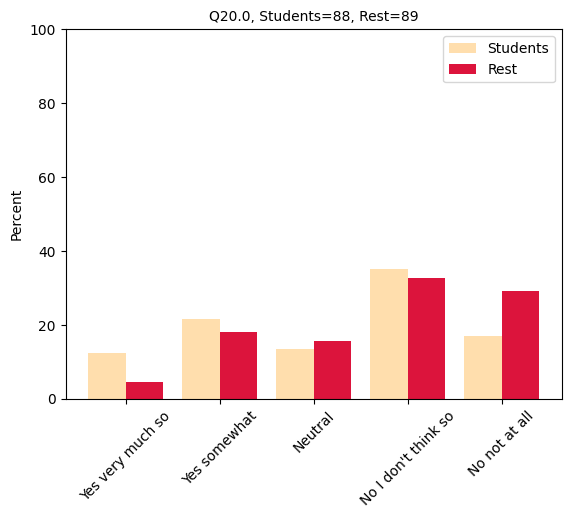 Q20.0, Students=88, Rest=89
Students
Rest
Percent
100
80
60
40
20
0
Yes very much so
Yes somewhat
Neutral
No I don't think so
No not at all